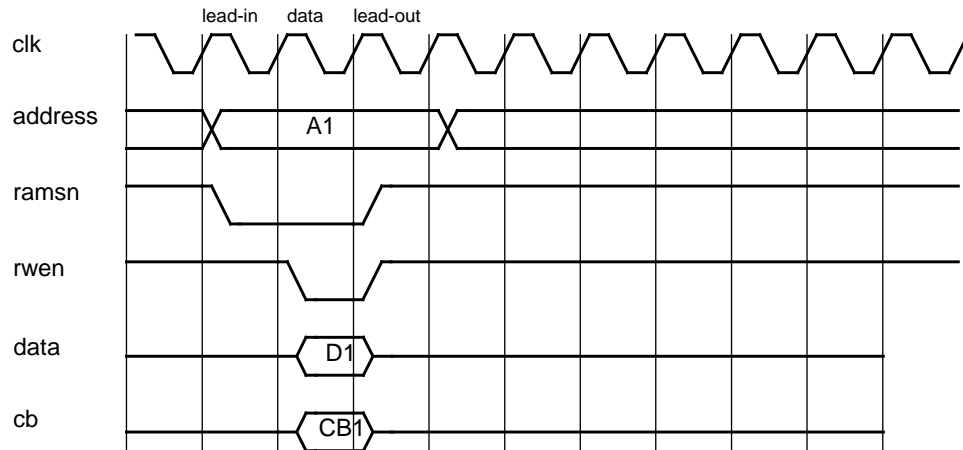 lead-in data lead-out
clk
address A1
ramsn
rwen
data D1
cb CB1